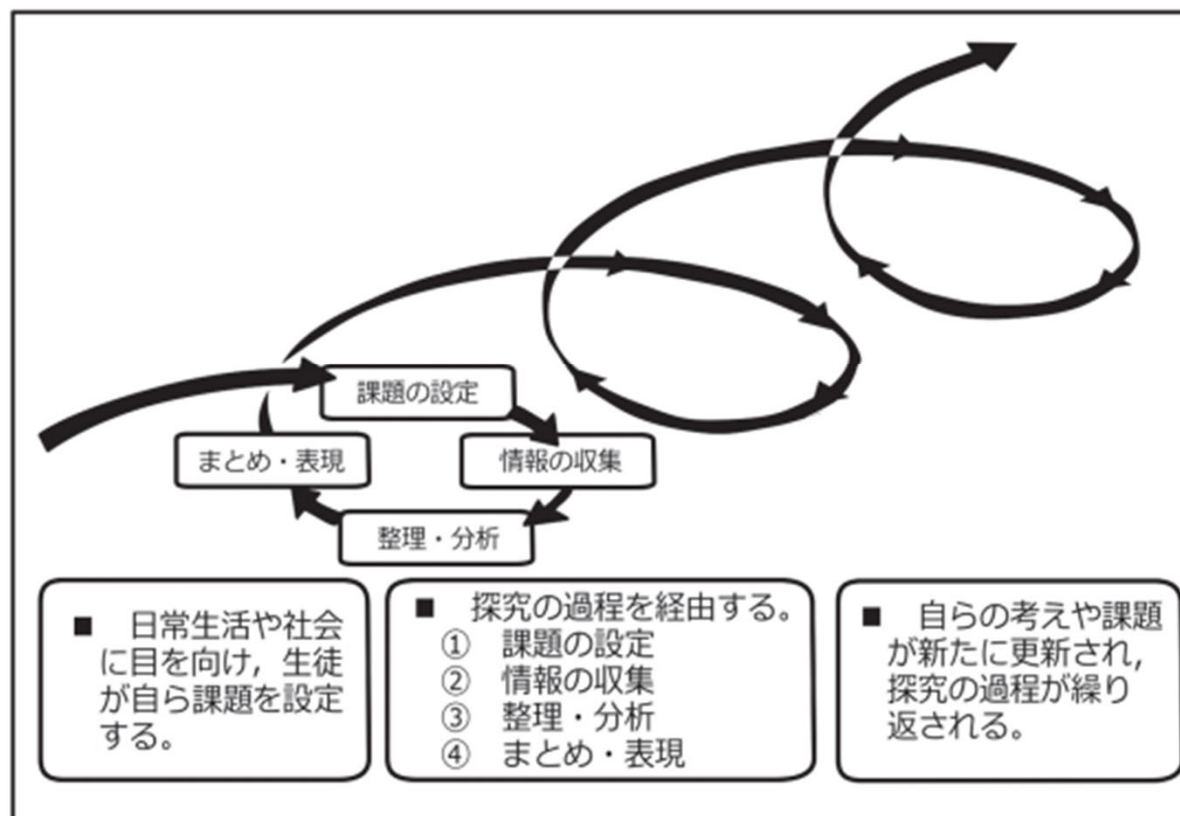 課題の設定
まとめ・表現
情報の収集
整理・分析
■ 日常生活や社会
に目を向け，生徒
が自ら課題を設定
する。
■ 探究の過程を経由する。
① 課題の設定
② 情報の収集
③ 整理・分析
④ まとめ・表現
■ 自らの考えや課題
が新たに更新され，
探究の過程が繰り
返される。